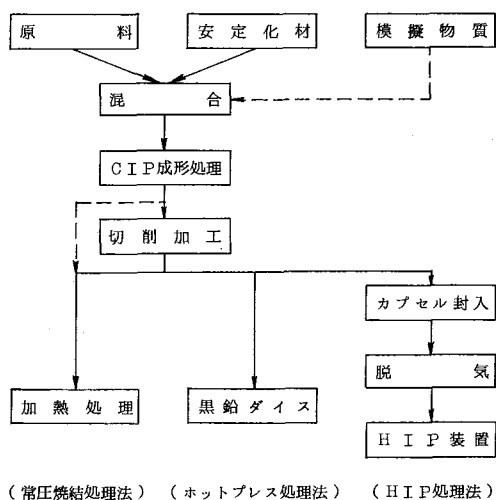 原料 安定化材 模擬物質
混合
CIP成形処理
切削加工
カプセル封入
脱気
加熱処理 黒鉛ダイス HIP装置
(常圧焼結処理法) (ホットプレス処理法) (HIP処理法)